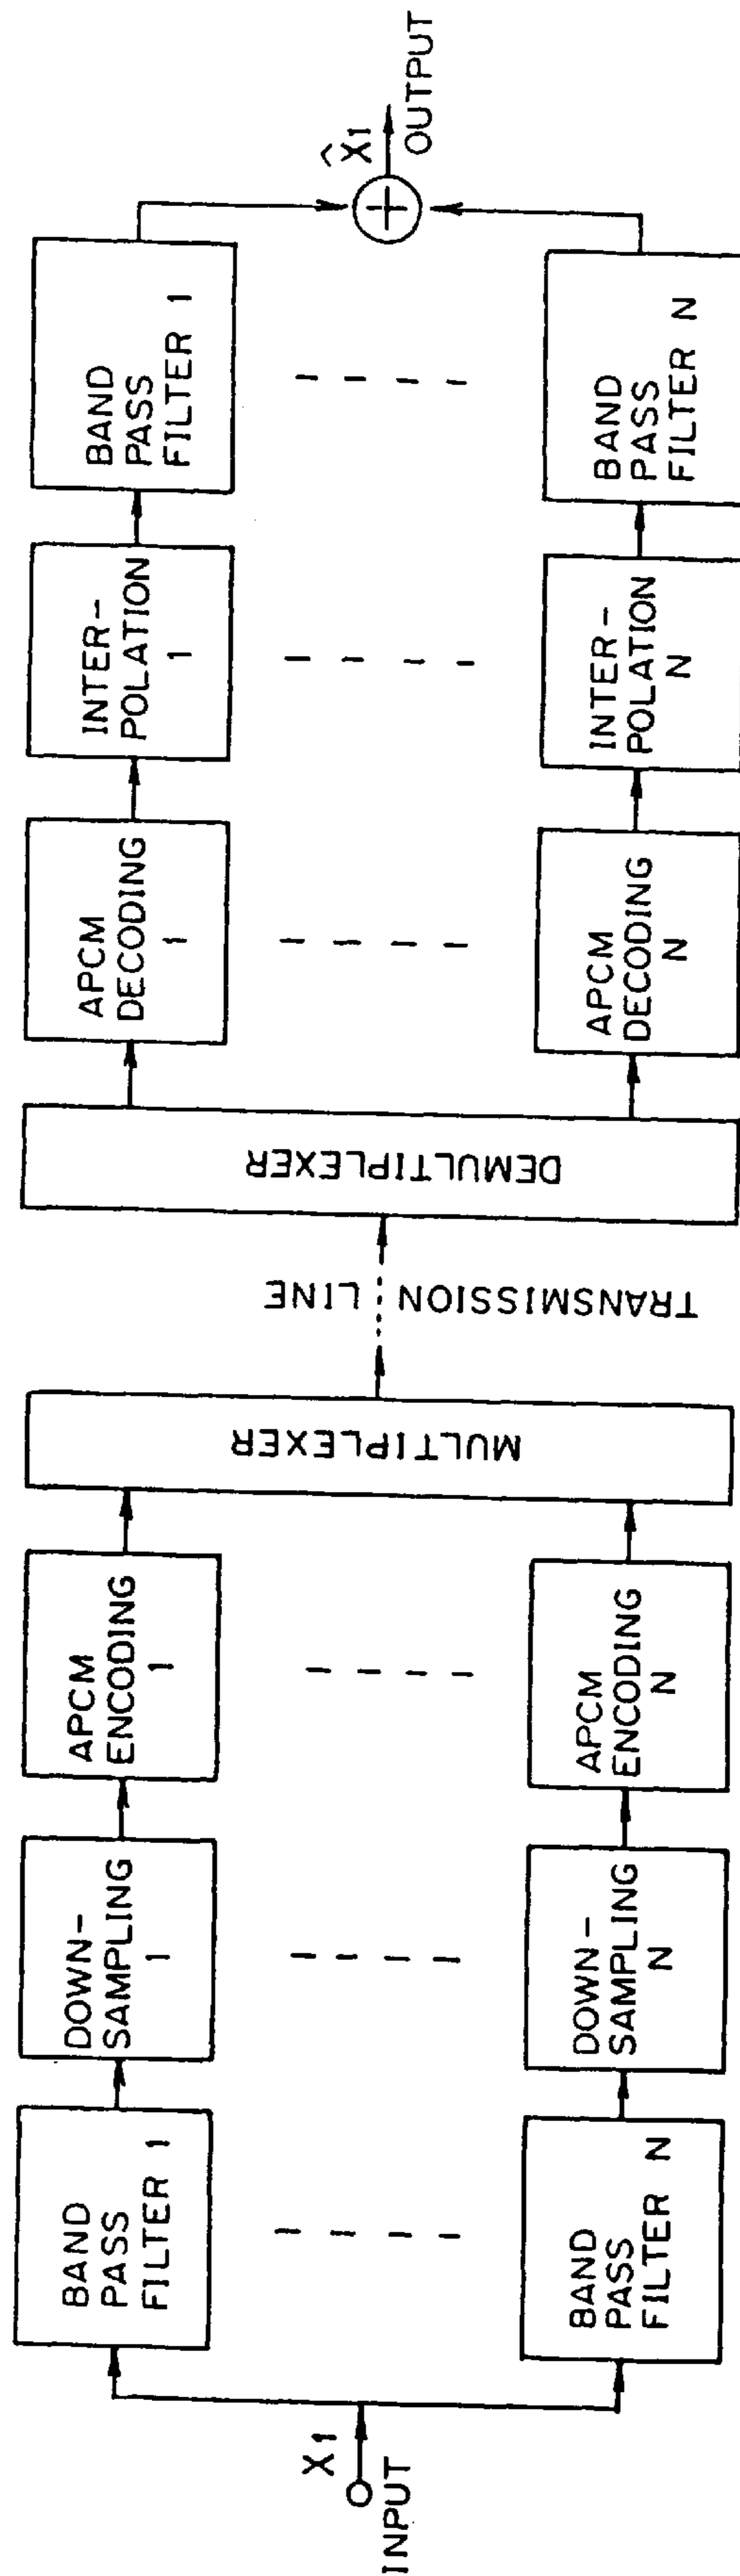 X1
INPUT
BAND
PASS
FILTER 1
BAND
PASS
FILTER N
DOWN-
SAMPLING
1
DOWN-
SAMPLING
N
APCM
ENCODING
1
APCM
ENCODING
N
MULTIPLEXER
TRANSMISSION
LINE
DEMULTIPLEXER
APCM
DECODING
1
APCM
DECODING
N
INTER-
POLATION
1
INTER-
POLATION
N
BAND
PASS
FILTER 1
BAND
PASS
FILTER N
+
X̂1
OUTPUT